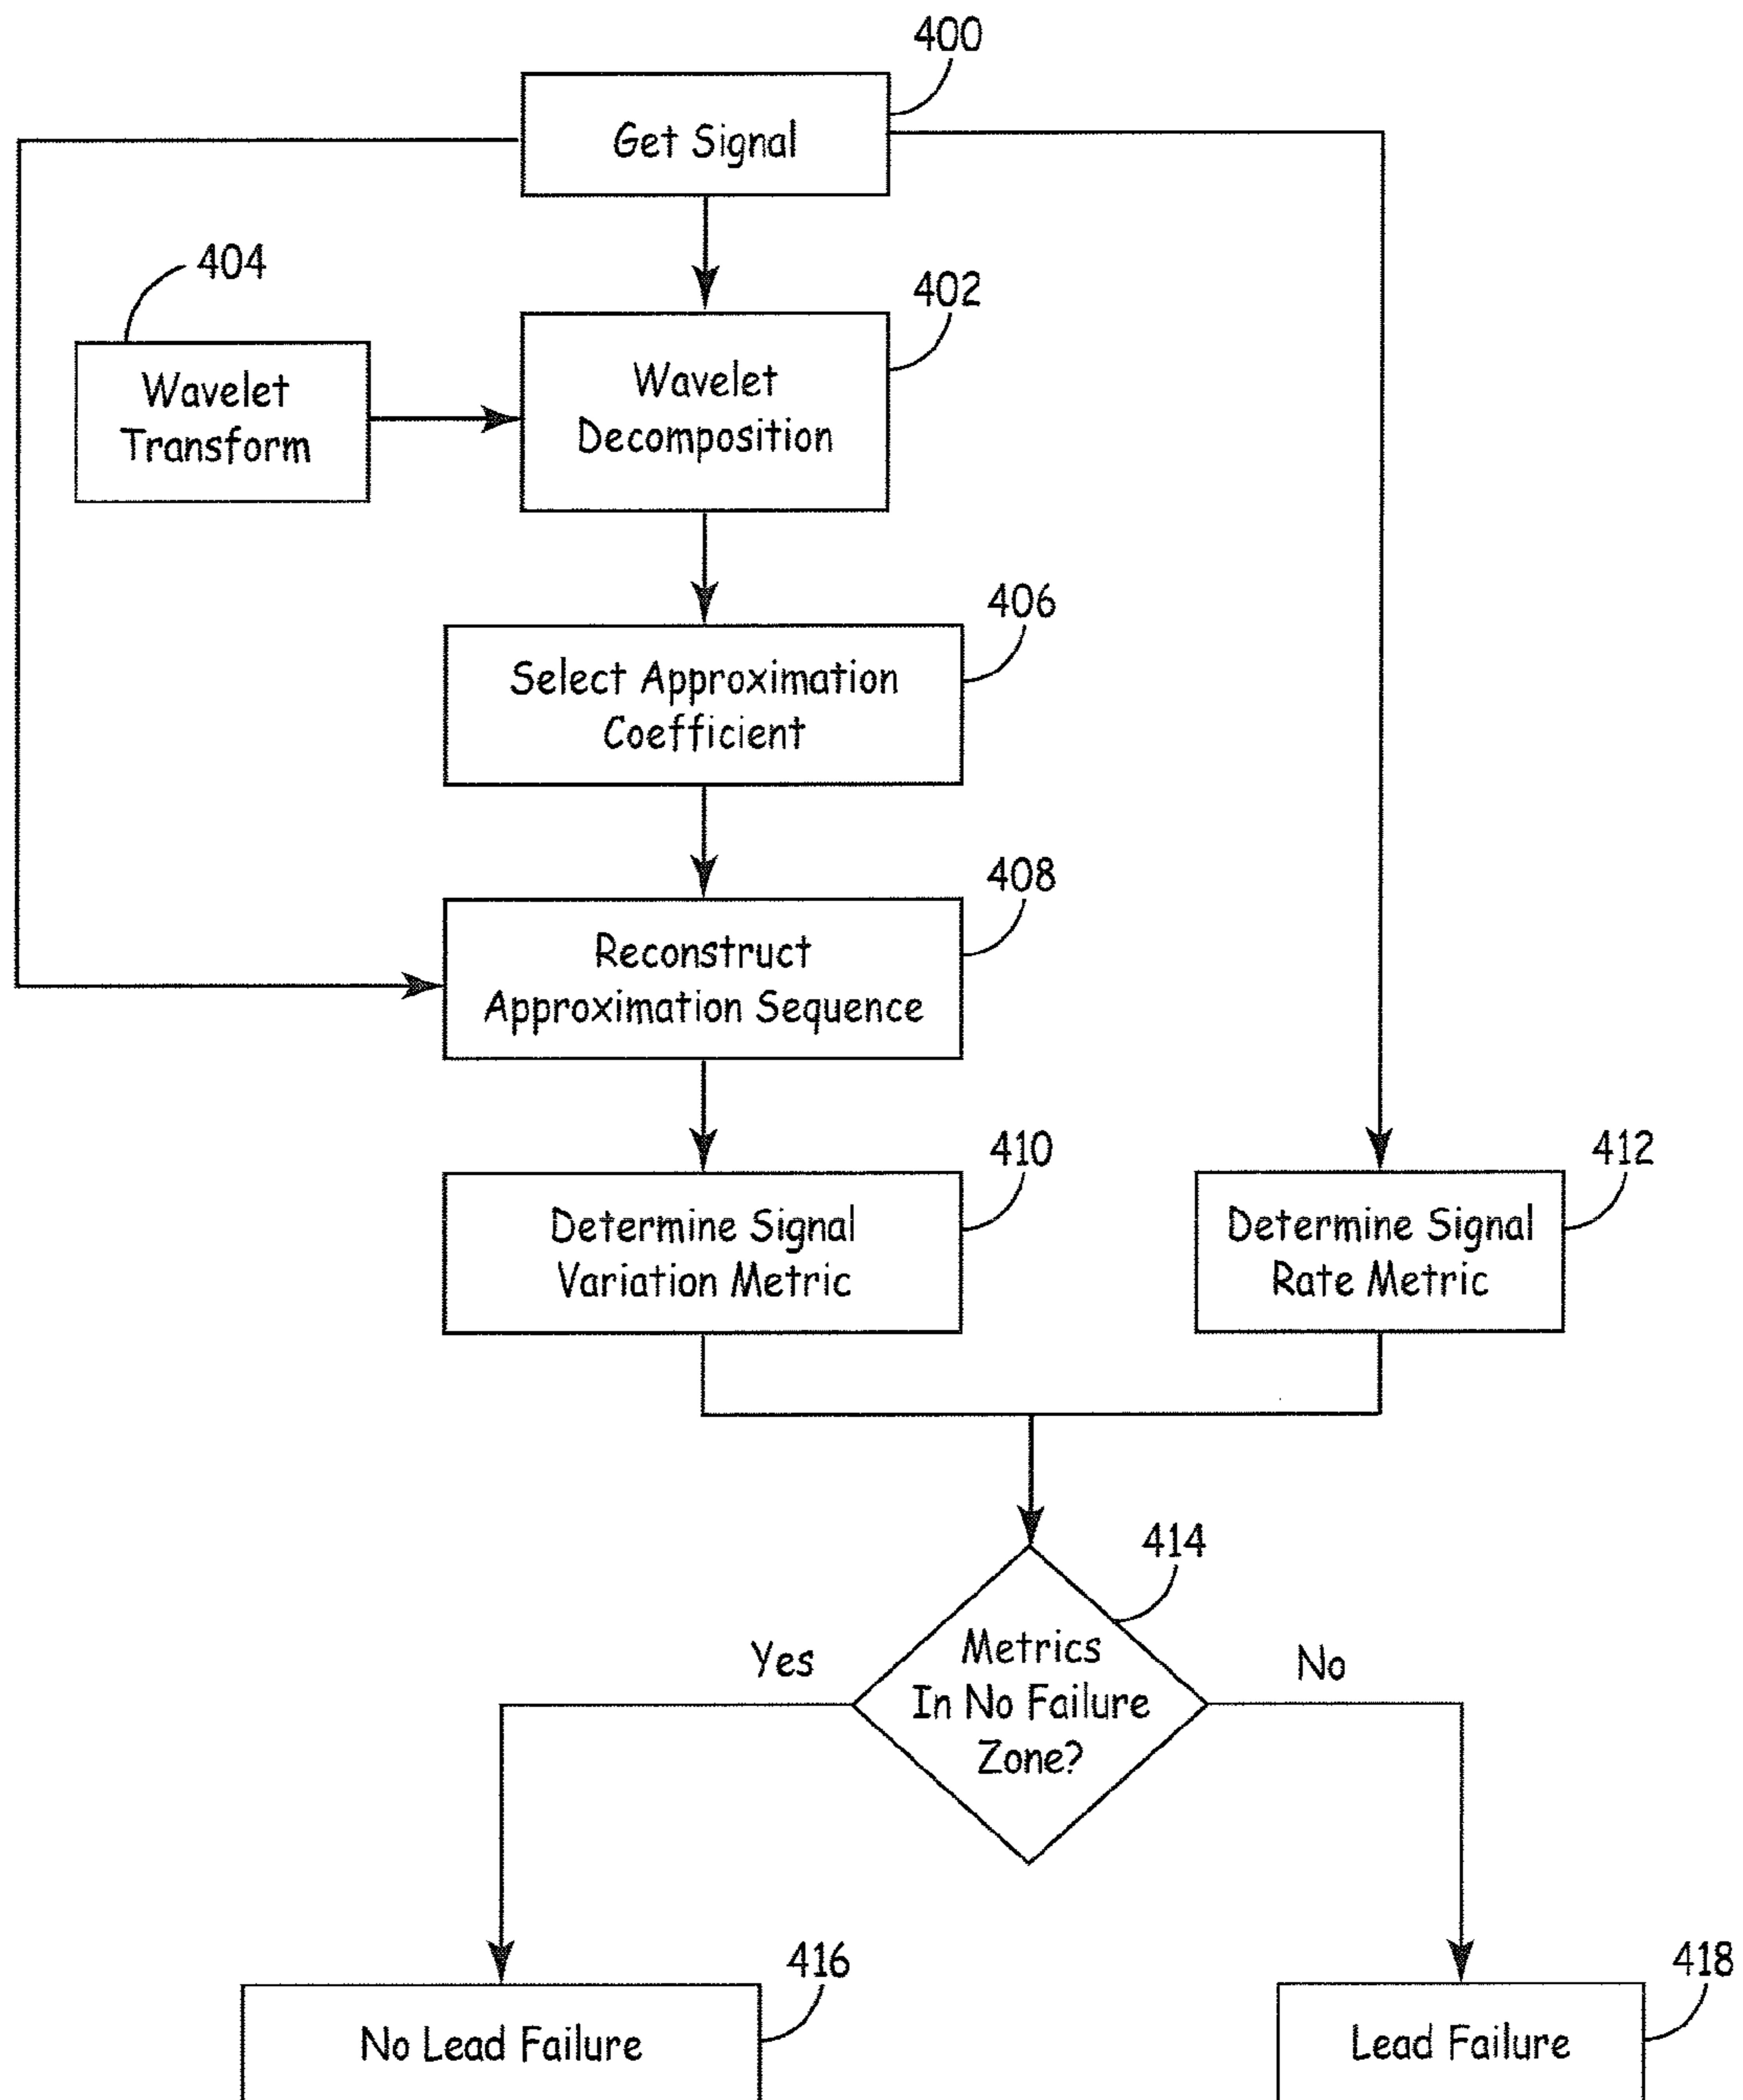 400
Get Signal
404
402
Wavelet
Transform
Wavelet
Decomposition
406
Select Approximation
Coefficient
408
Reconstruct
Approximation Sequence
410
412
Determine Signal
Variation Metric
Determine Signal
Rate Metric
414
Yes
Metrics
In No Failure
Zone?
No
416
418
No Lead Failure
Lead Failure